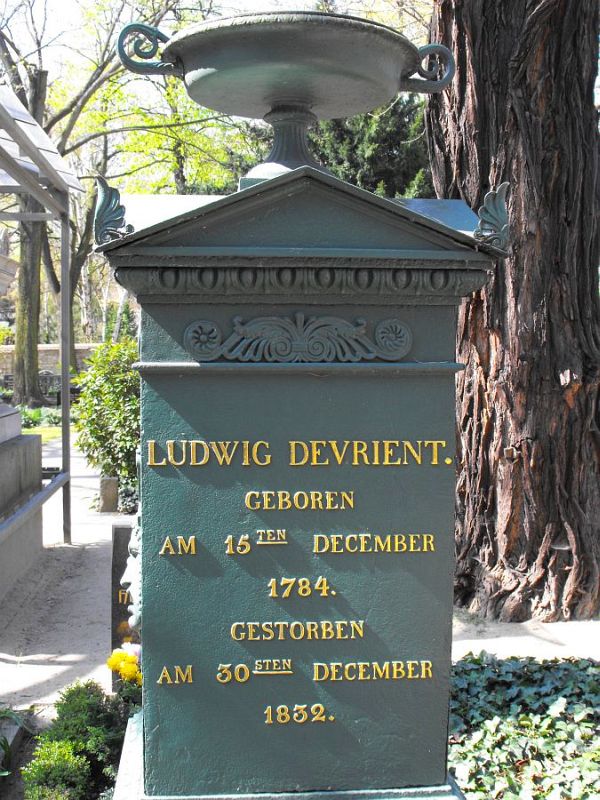 LUDWIG DEVRIENT.
GEBOREN
AM 15TEN DECEMBER
1784.
GESTORBEN
AM 30STEN DECEMBER
1832.